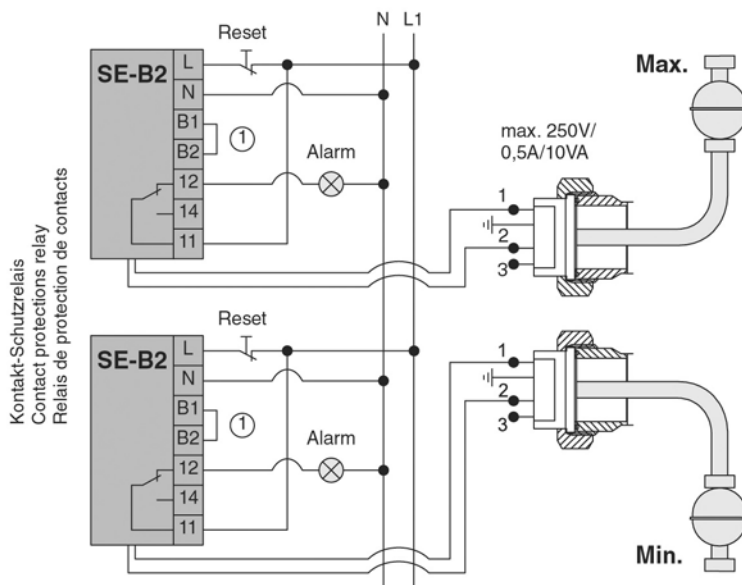 N L1
Reset
SE-B2
L
N
B1
B2
12
14
11
1
Alarm
Max.
max. 250V/
0,5A/10VA
1
2
3
Kontakt-Schutzrelais
Contact protections relay
Relais de protection de contacts
Reset
SE-B2
L
N
B1
B2
12
14
11
1
Alarm
1
2
3
Min.